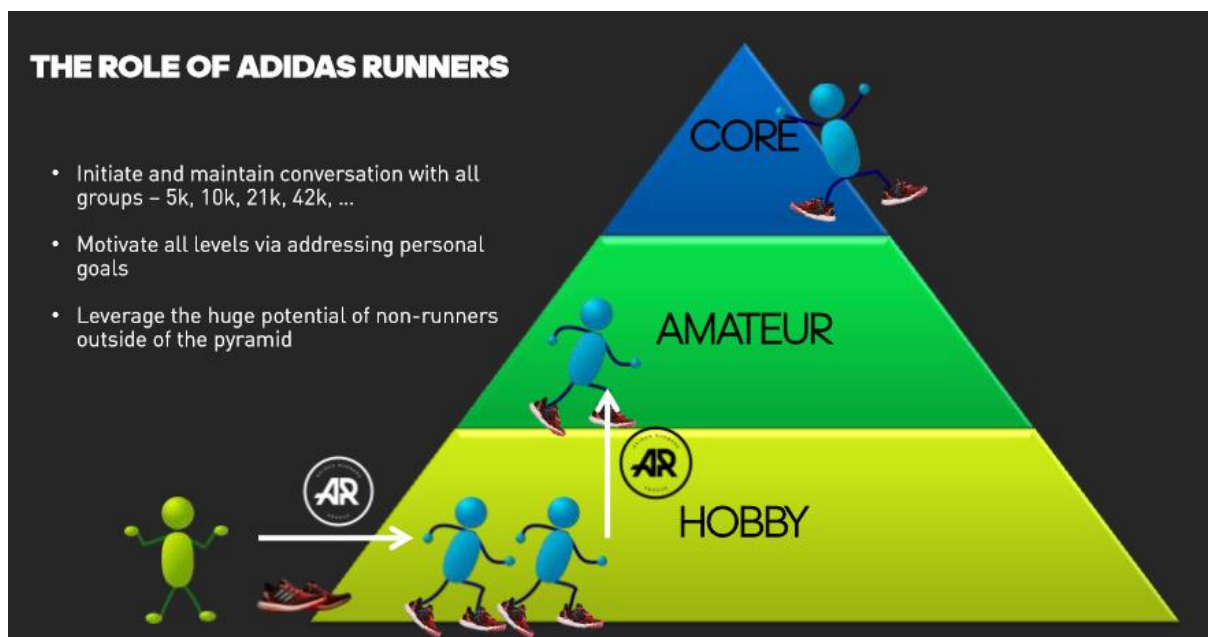 THE ROLE OF ADIDAS RUNNERS
• Initiate and maintain conversation with all
groups – 5k, 10k, 21k, 42k, ...
• Motivate all levels via addressing personal
goals
• Leverage the huge potential of non-runners
outside of the pyramid
CORE
AMATEUR
HOBBY
AR
AR